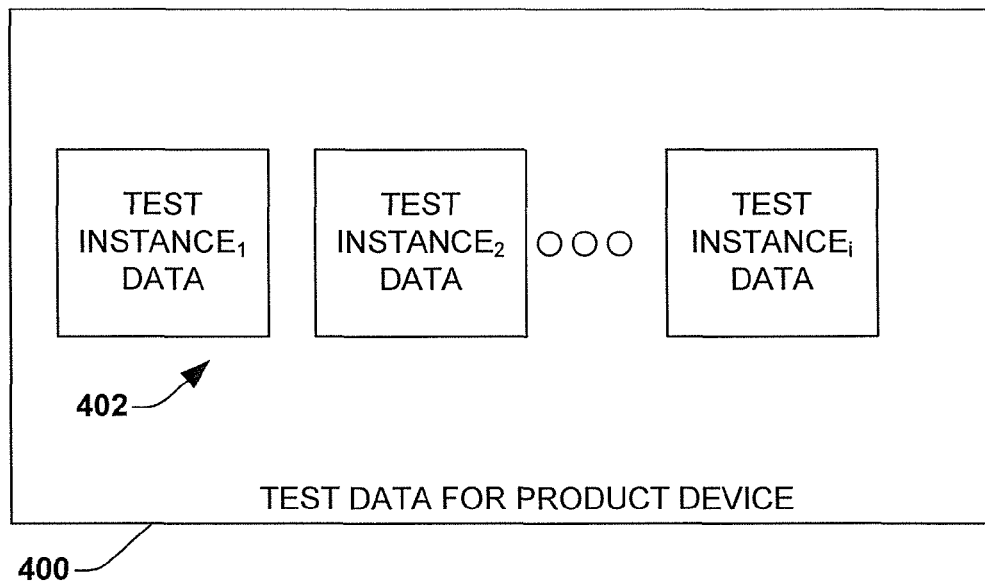 TEST
INSTANCE₁
DATA
TEST
INSTANCE₂
DATA
TEST
INSTANCEᵢ
DATA
402
TEST DATA FOR PRODUCT DEVICE
400